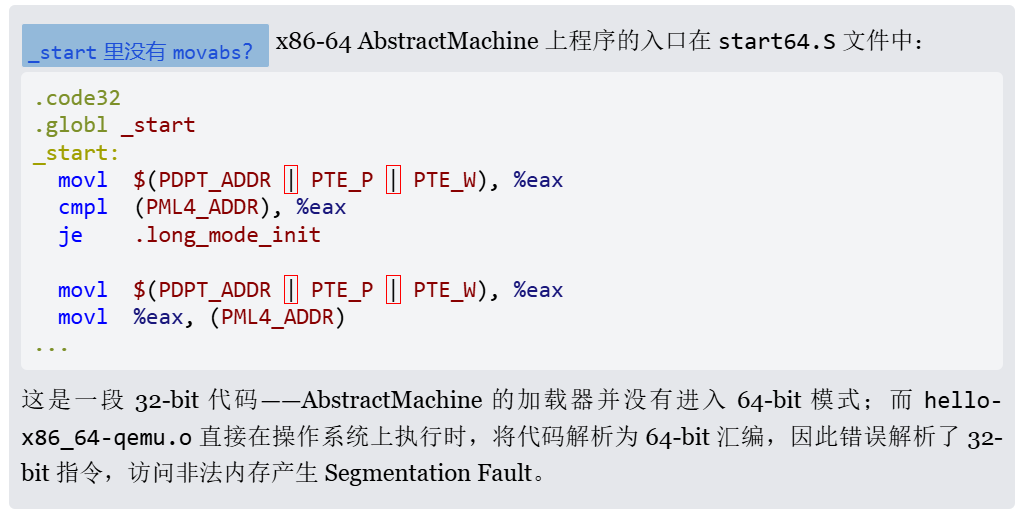 _start 里没有 movabs? x86-64 AbstractMachine 上程序的入口在 start64.S 文件中：
.code32
.globl _start
_start:
  movl  $(PDPT_ADDR | PTE_P | PTE_W), %eax
  cmpl  (PML4_ADDR), %eax
  je    .long_mode_init

  movl  $(PDPT_ADDR | PTE_P | PTE_W), %eax
  movl  %eax, (PML4_ADDR)
...
这是一段 32-bit 代码——AbstractMachine 的加载器并没有进入 64-bit 模式；而 hello-
x86_64-qemu.o 直接在操作系统上执行时，将代码解析为 64-bit 汇编，因此错误解析了 32-
bit 指令，访问非法内存产生 Segmentation Fault。